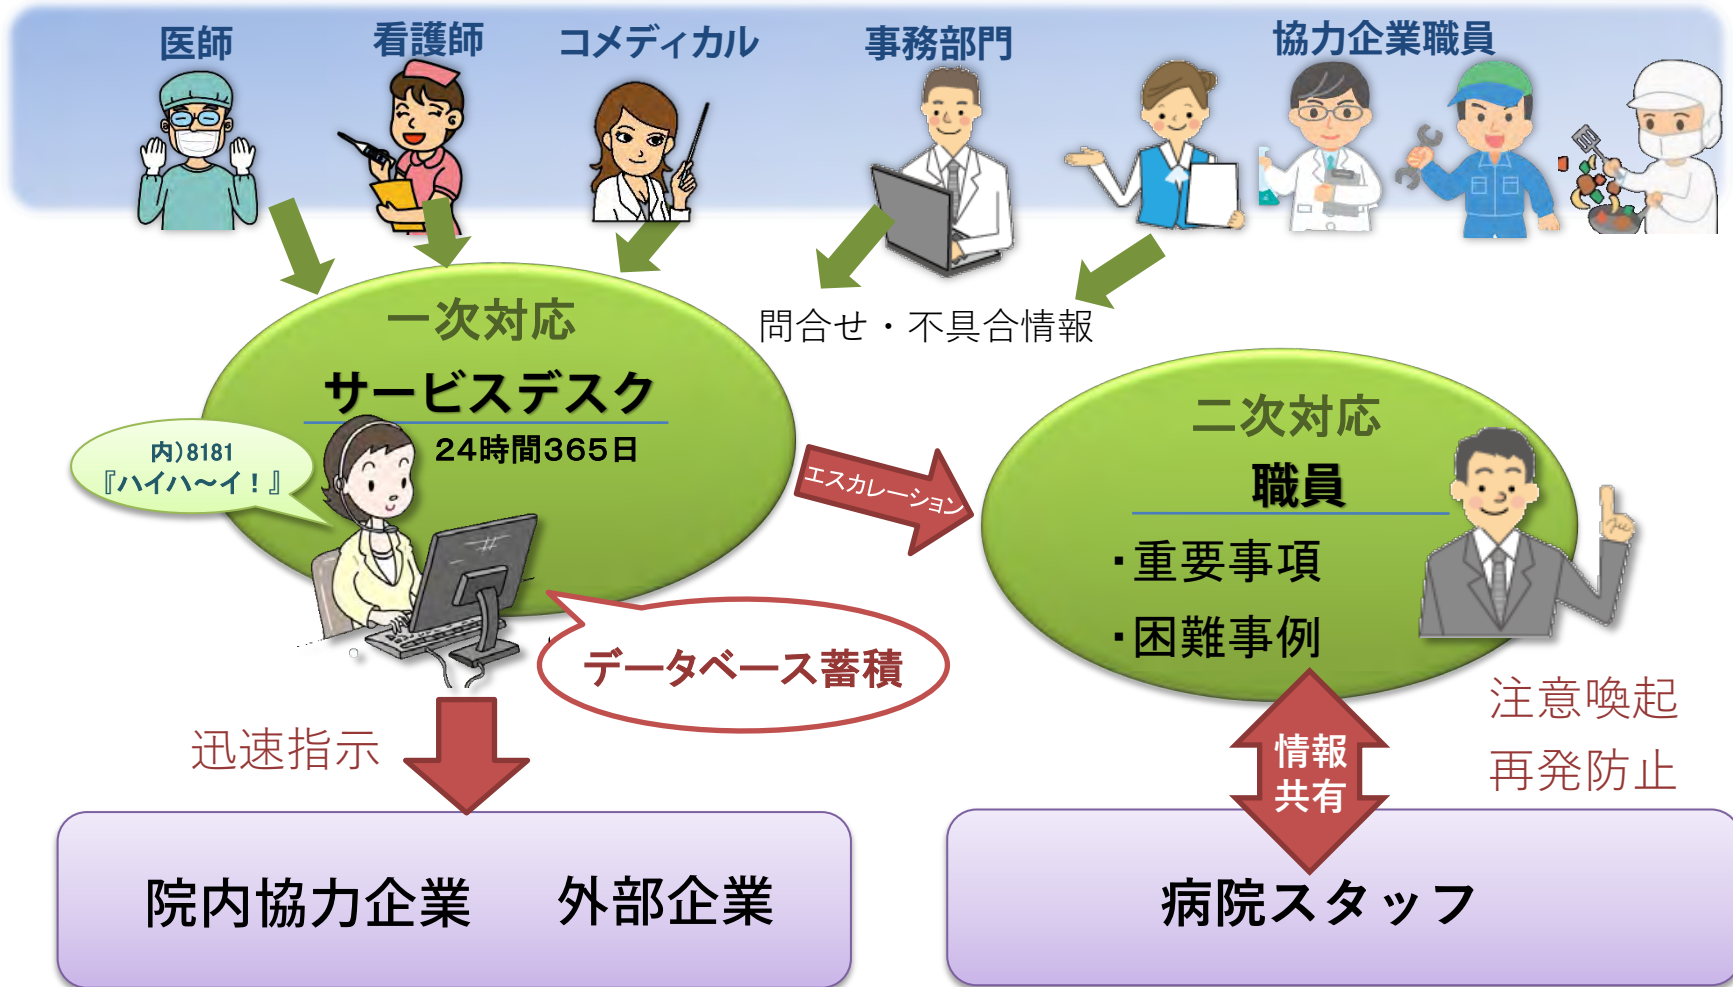 医師
看護師
コメディカル
事務部門
協力企業職員
問合せ・不具合情報
一次対応
サービスデスク
24時間365日
内)8181
『ハイハ～イ！』
エスカレーション
二次対応
職員
・重要事項
・困難事例
データベース蓄積
迅速指示
情報
共有
注意喚起
再発防止
院内協力企業 外部企業
病院スタッフ